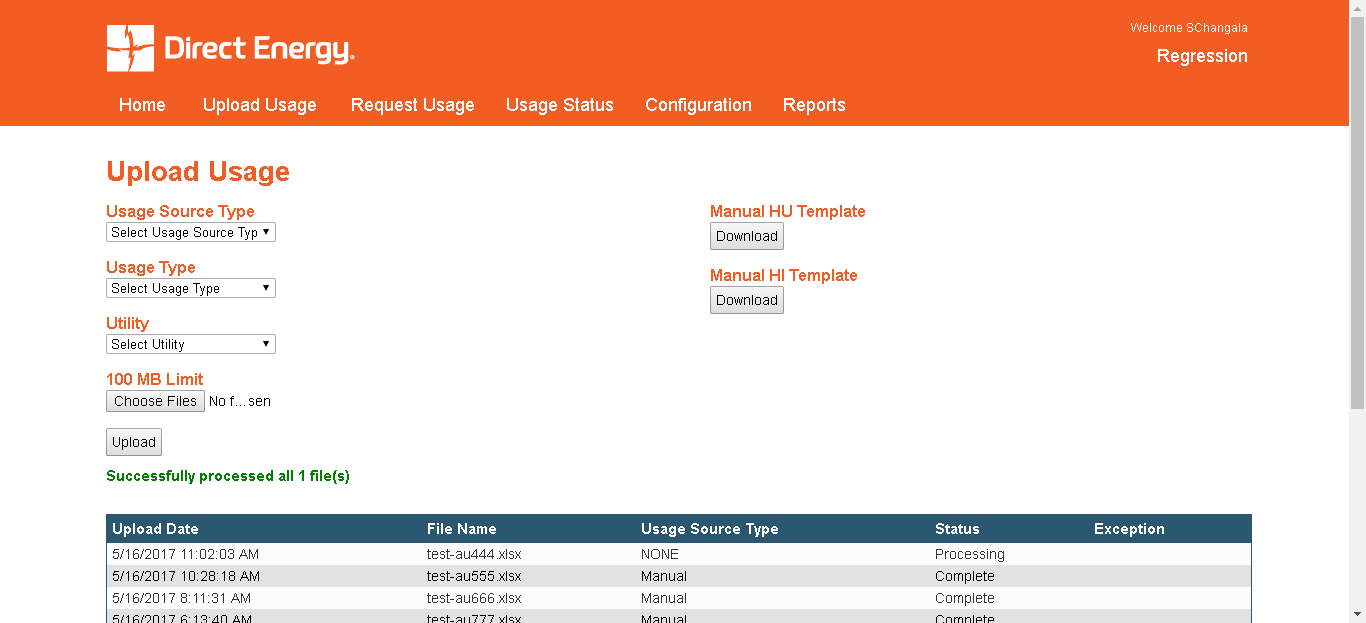 Direct Energy.
Welcome SChangala
Regression
Home Upload Usage Request Usage Usage Status Configuration Reports
Upload Usage
Usage Source Type
Select Usage Source Typ
Usage Type
Select Usage Type
Utility
Select Utility
100 MB Limit
Choose Files No f...sen
Upload
Successfully processed all 1 file(s)
Manual HU Template
Download
Manual HI Template
Download
Upload Date File Name Usage Source Type Status Exception
5/16/2017 11:02:03 AM test-au444.xlsx NONE Processing
5/16/2017 10:28:18 AM test-au555.xlsx Manual Complete
5/16/2017 8:11:31 AM test-au666.xlsx Manual Complete
5/16/2017 6:13:40 AM test-au777.xlsx Manual Complete